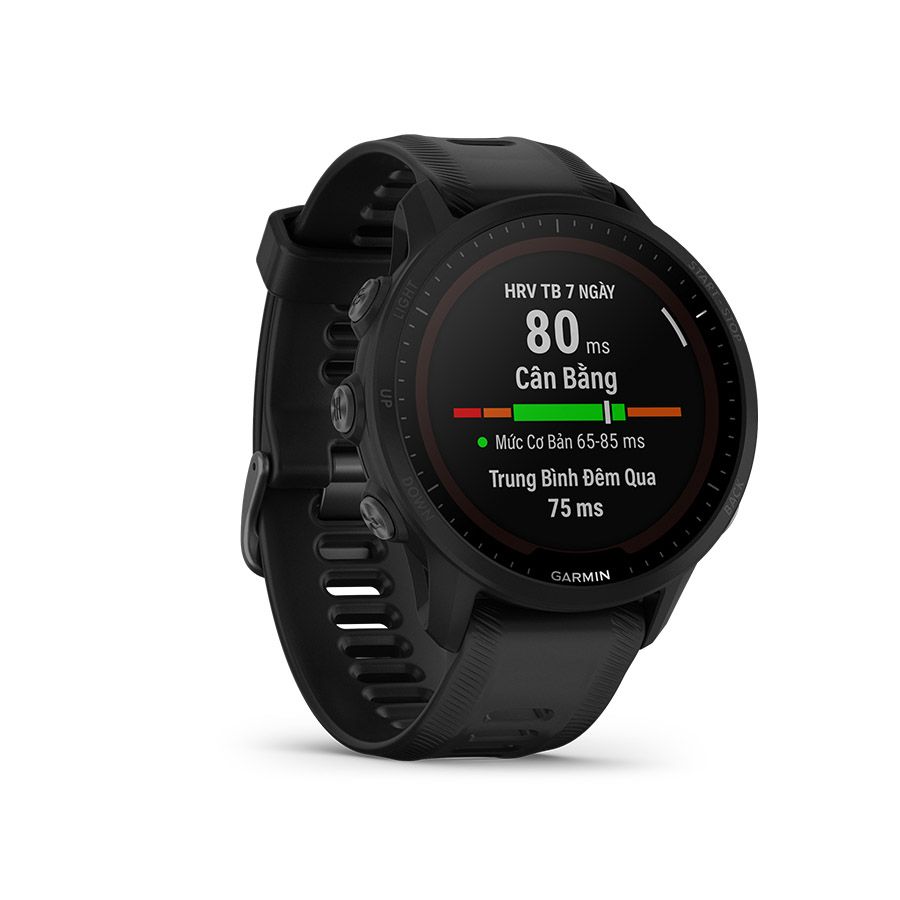 LIGHT
UP
DOWN
START STOP
BACK
HRV TB 7 NGÀY
80 ms
Cân Bằng
Mức Cơ Bản 65-85 ms
Trung Bình Đêm Qua
75 ms
GARMIN